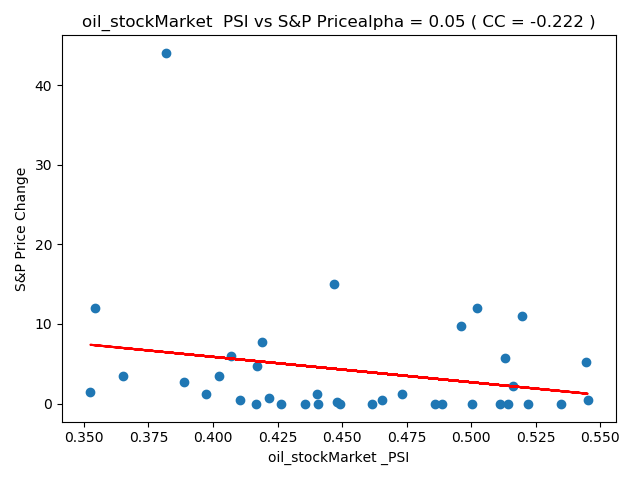 oil_stockMarket  PSI vs S&P Pricealpha = 0.05 ( CC = -0.222 )
S&P Price Change
40
30
20
10
0
0.350 0.375 0.400 0.425 0.450 0.475 0.500 0.525 0.550
oil_stockMarket _PSI